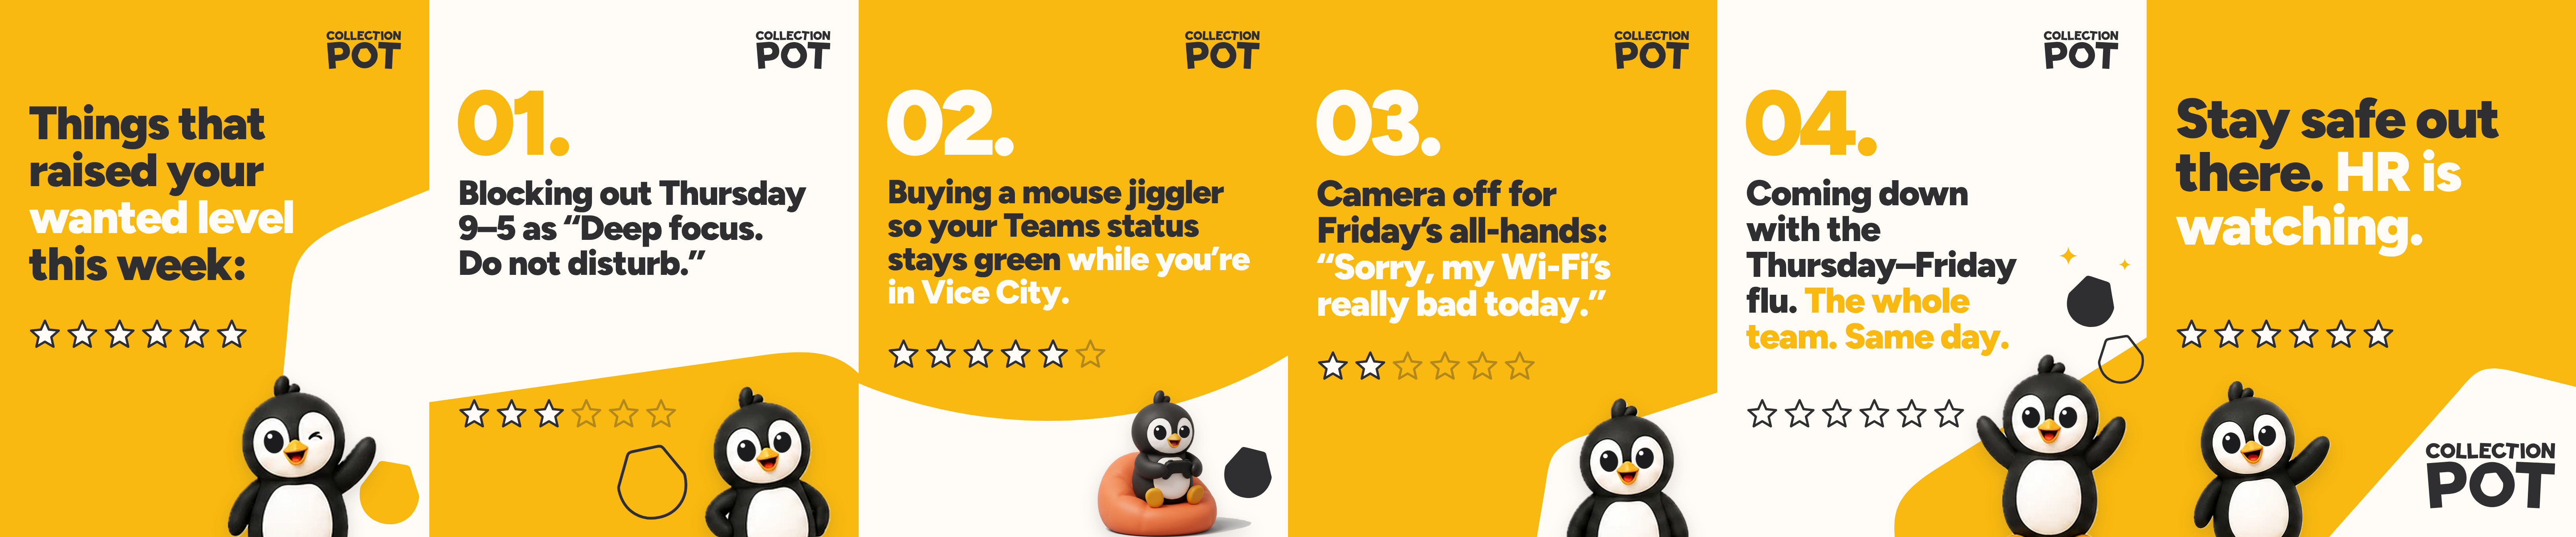 COLLECTION
POT
Things that
raised your
wanted level
this week:
COLLECTION
POT
01.
Blocking out Thursday
9–5 as “Deep focus.
Do not disturb.”
COLLECTION
POT
02.
Buying a mouse jiggler
so your Teams status
stays green while you’re
in Vice City.
COLLECTION
POT
03.
Camera off for
Friday’s all-hands:
“Sorry, my Wi-Fi’s
really bad today.”
COLLECTION
POT
04.
Coming down
with the
Thursday–Friday
flu. The whole
team. Same day.
Stay safe out
there. HR is
watching.
COLLECTION
POT